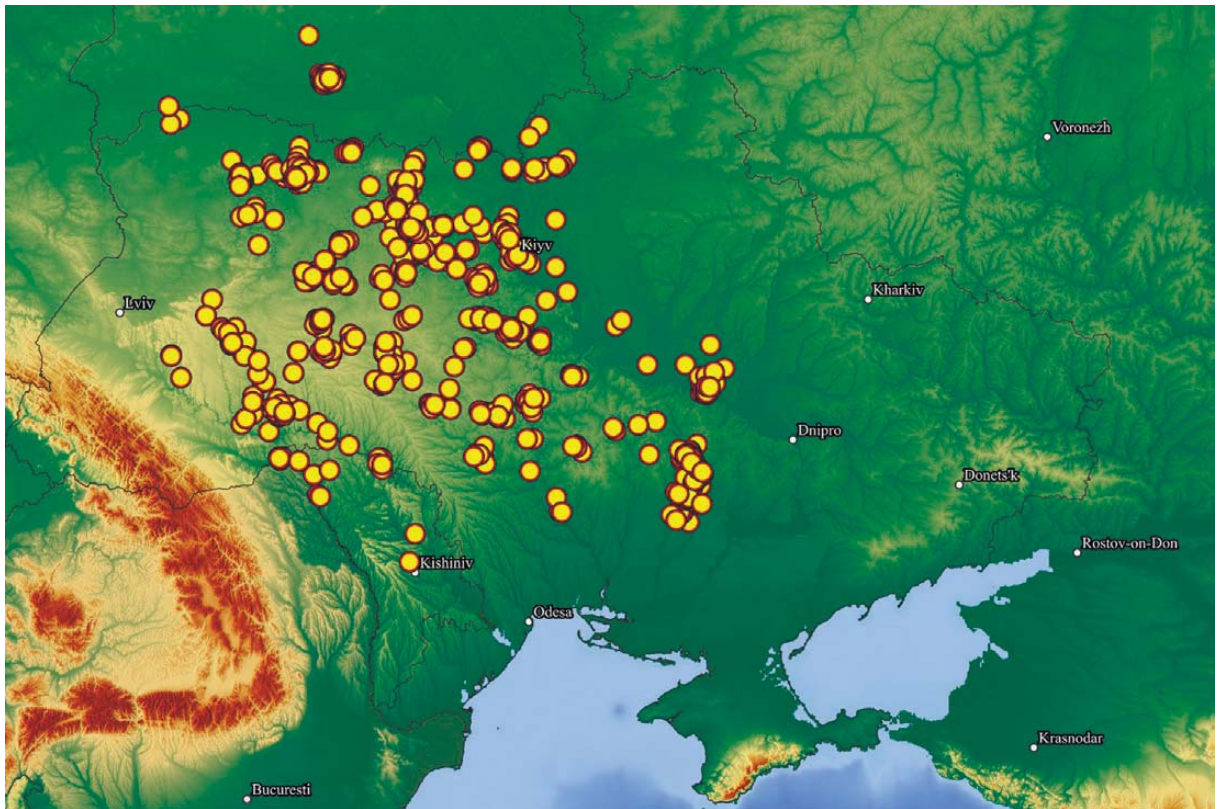 Voronezh
Kiyv
Kharkiv
Lviv
Dnipro
Donets'k
Rostov-on-Don
Kishiniv
Odesa
Krasnodar
Bucuresti